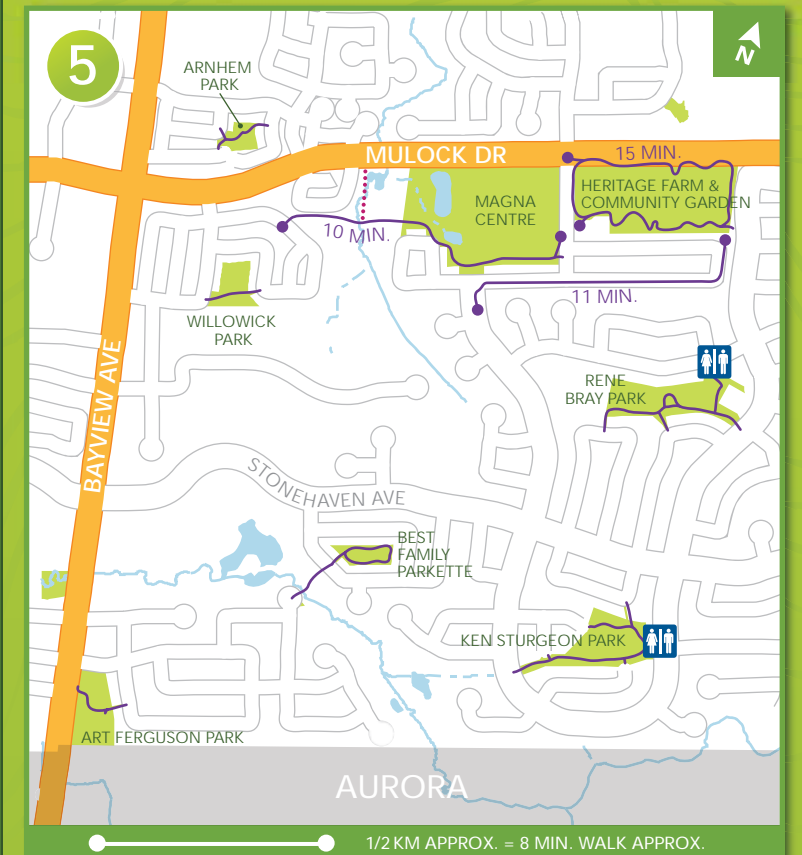 5
N
ARNHEM
PARK
MULOCK DR
15 MIN.
HERITAGE FARM &
COMMUNITY GARDEN
MAGNA
CENTRE
10 MIN.
11 MIN.
WILLOWICK
PARK
BAYVIEW AVE
RENE
BRAY PARK
STONEHAVEN AVE
BEST
FAMILY
PARKETTE
KEN STURGEON PARK
ART FERGUSON PARK
AURORA
1/2 KM APPROX. = 8 MIN. WALK APPROX.